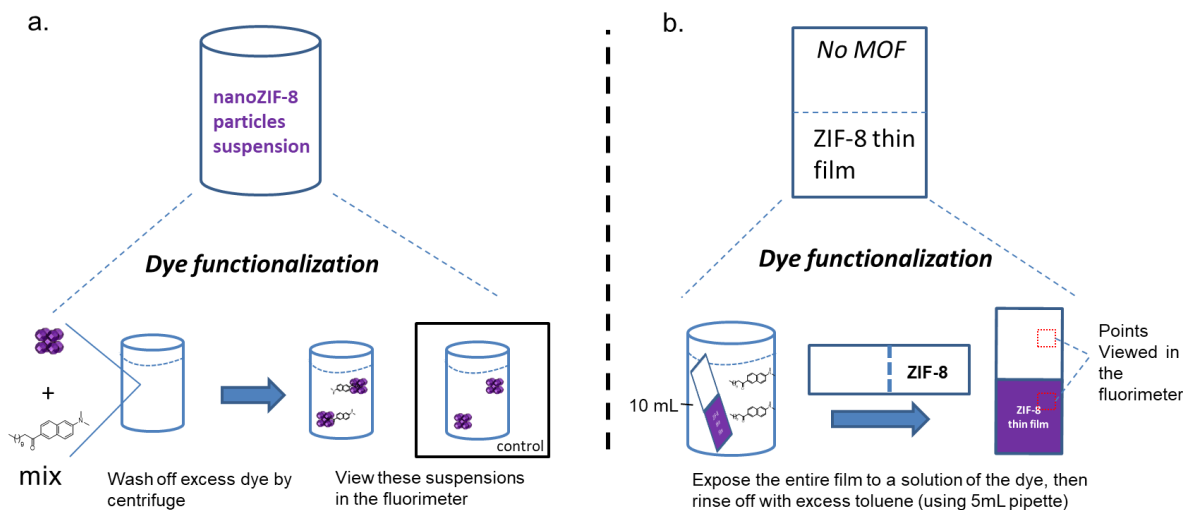 a.
nanoZIF-8
particles
suspension
Dye functionalization
+
N
O
9
mix
Wash off excess dye by
centrifuge
View these suspensions
in the fluorimeter
control
b.
No MOF
ZIF-8 thin
film
Dye functionalization
10 mL
ZIF-8
ZIF-8
thin film
Points
Viewed in
the
fluorimeter
Expose the entire film to a solution of the dye, then
rinse off with excess toluene (using 5mL pipette)